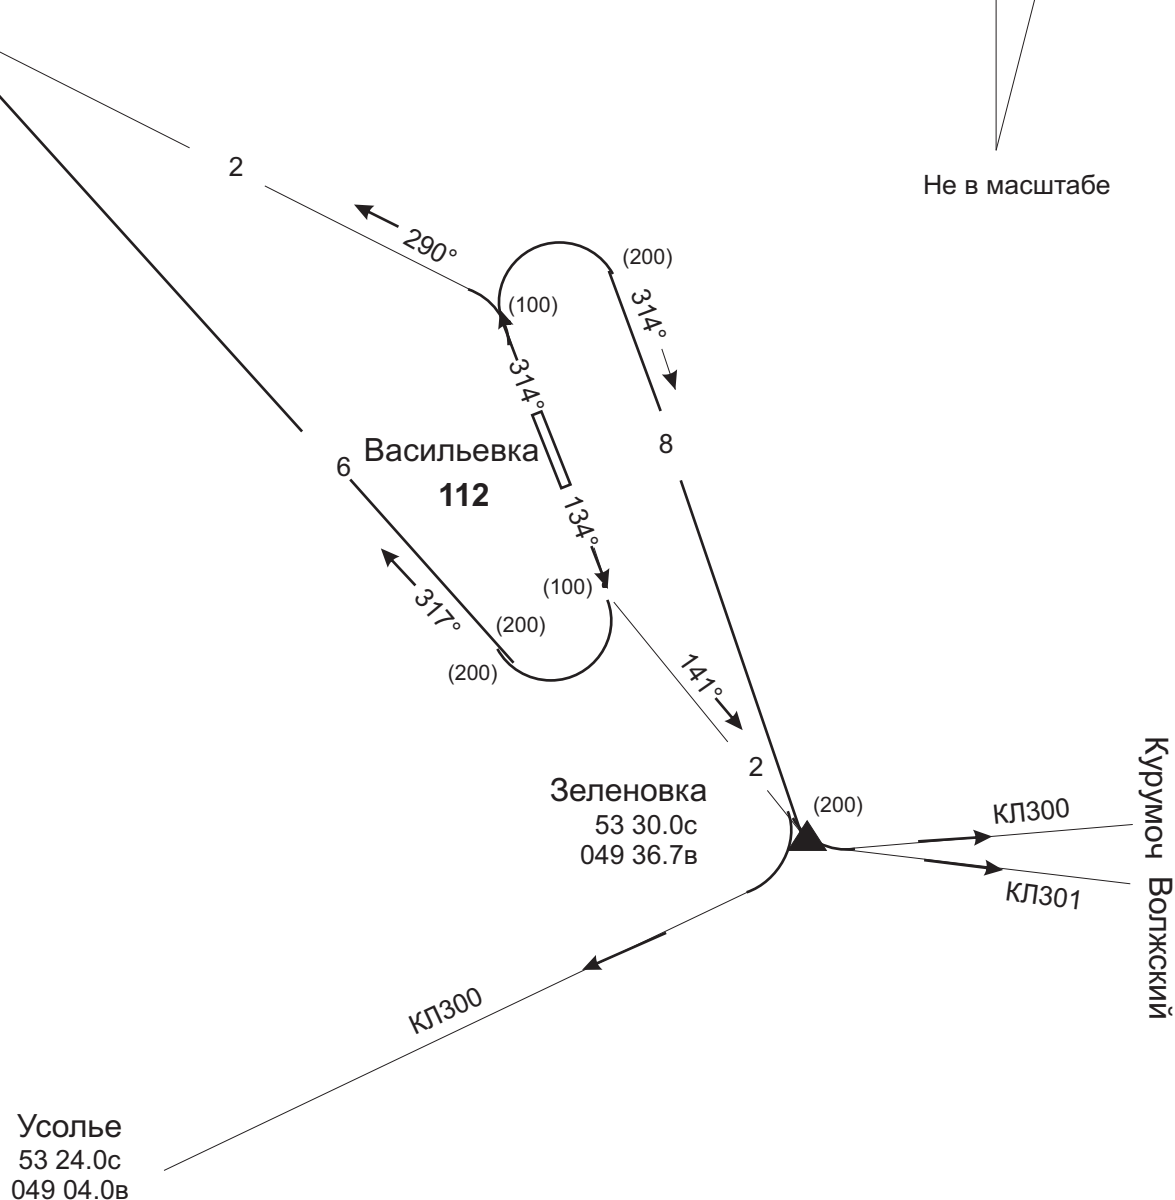 2
Не в масштабе
290°
(200)
(100)
314°
314°
8
Васильевка
112
6
134°
(100)
317°
(200)
(200)
141°
2
Зеленовка
53 30.0с
049 36.7в
(200)
КЛ300
КЛ301
Курумоч
Волжский
КЛ300
Усолье
53 24.0с
049 04.0в